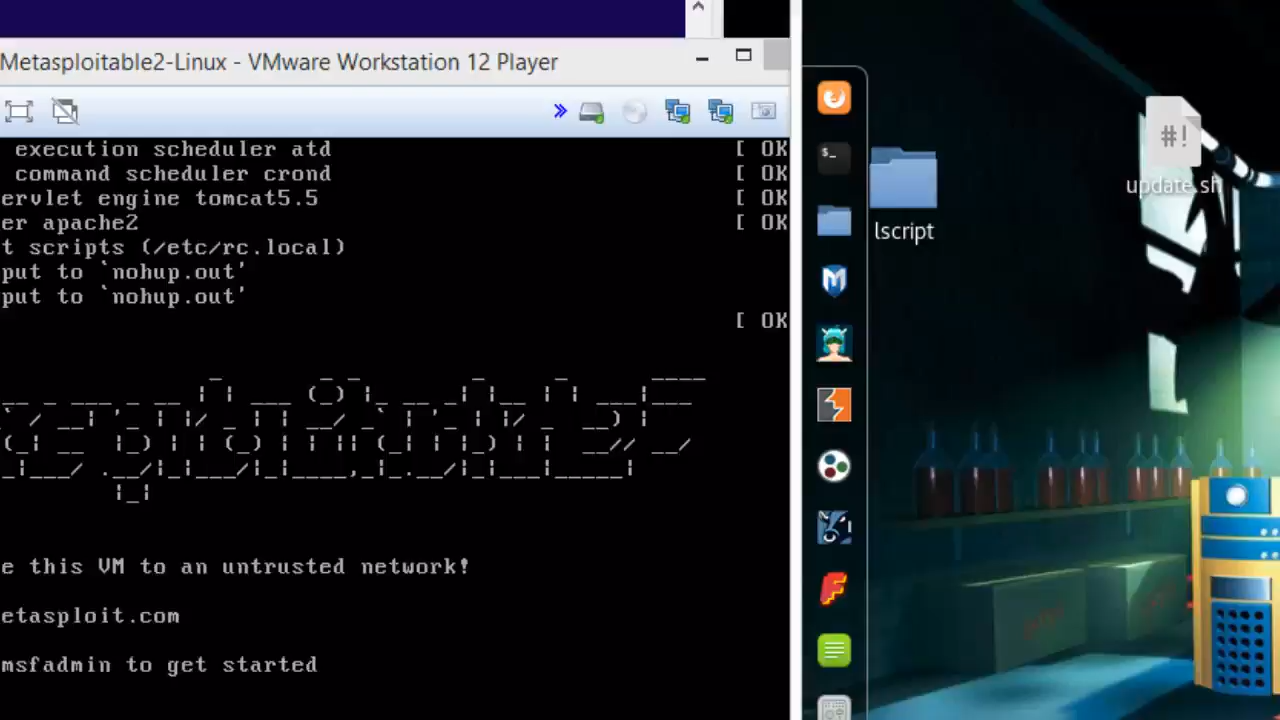 Metasploitable2-Linux - VMware Workstation 12 Player
execution scheduler atd [ OK
command scheduler crond [ OK
ervlet engine tomcat5.5 [ OK
er apache2 [ OK
t scripts (/etc/rc.local)
put to `nohup.out'
put to `nohup.out'
[ OK
e this VM to an untrusted network!
etasploit.com
msfadmin to get started
#!
update.sh
lscript